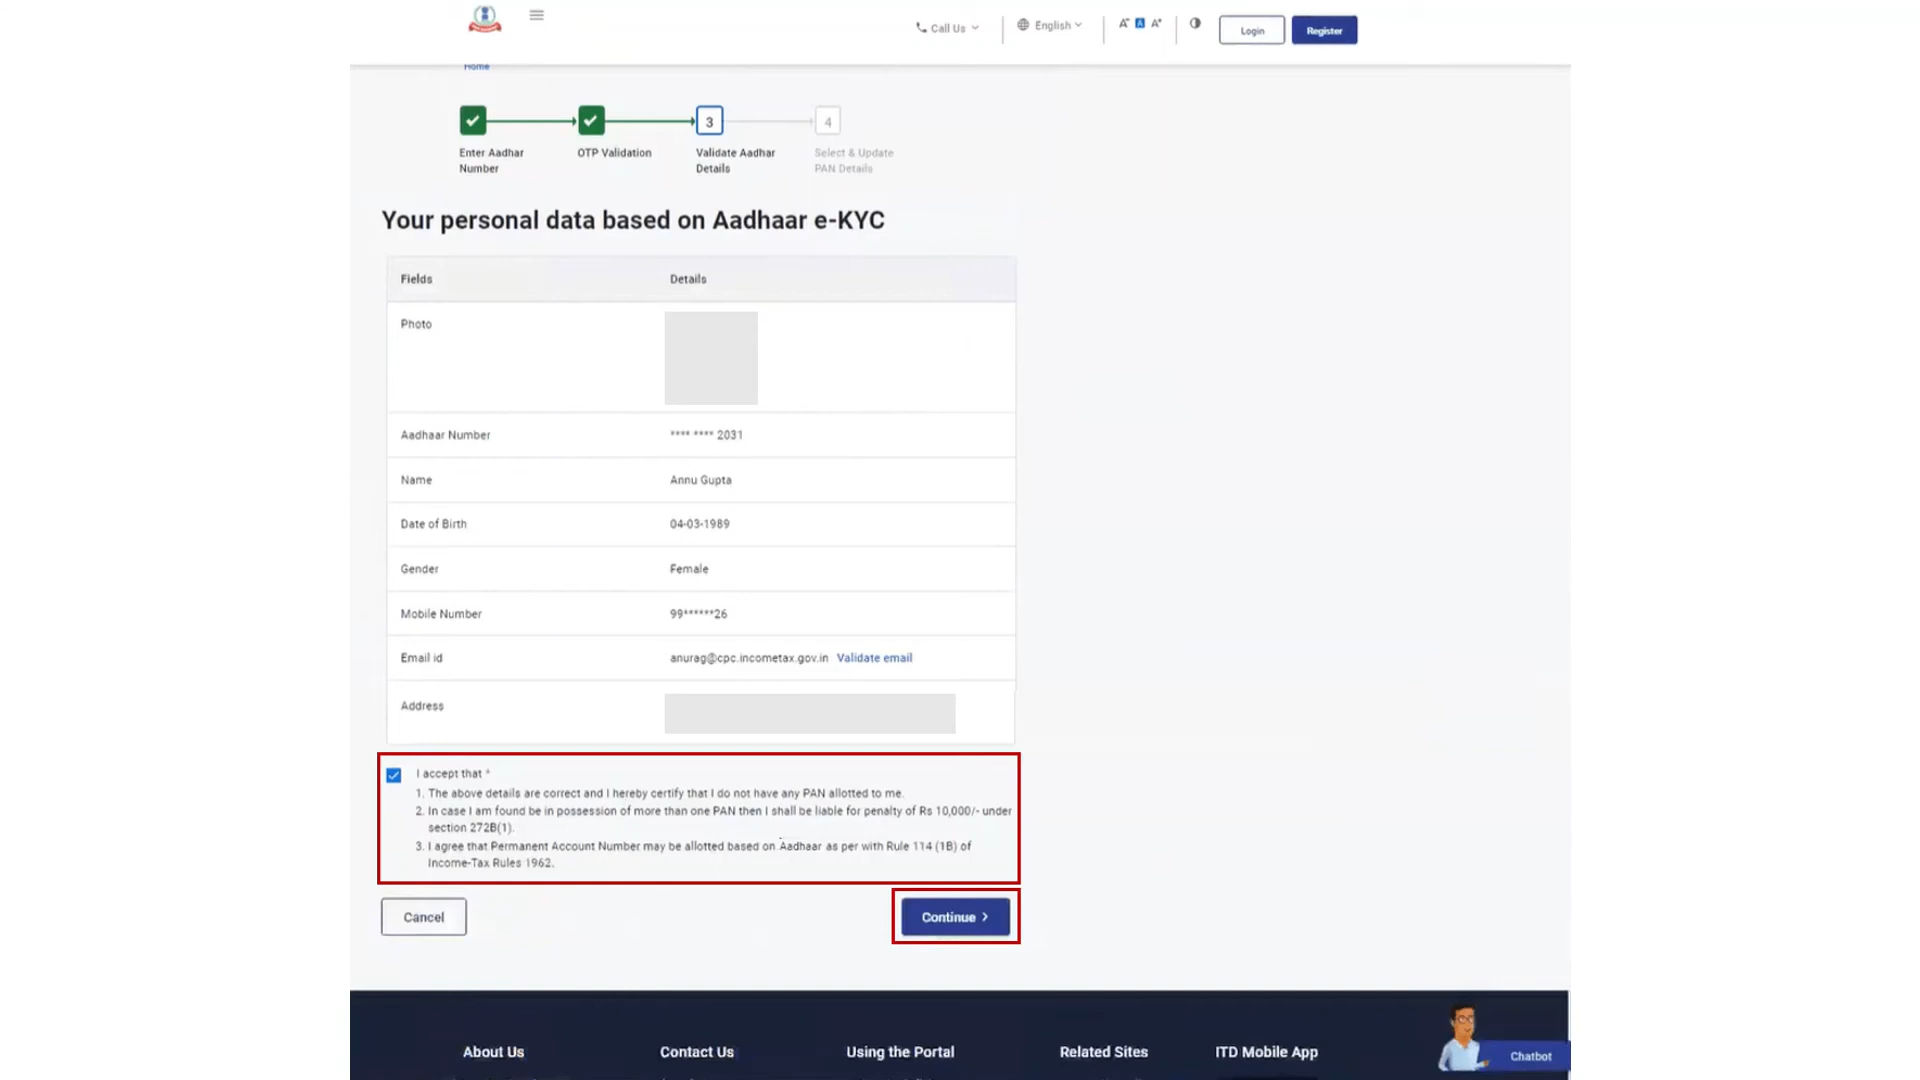 Call Us
English
A- A A+
Login
Register
Home
3
4
Enter Aadhar
Number
OTP Validation
Validate Aadhar
Details
Select & Update
PAN Details
Your personal data based on Aadhaar e-KYC
Fields Details
Photo
Aadhaar Number **** **** 2031
Name Annu Gupta
Date of Birth 04-03-1989
Gender Female
Mobile Number 99******26
Email id anurag@cpc.incometax.gov.in Validate email
Address
I accept that *
1. The above details are correct and I hereby certify that I do not have any PAN allotted to me.
2. In case I am found be in possession of more than one PAN then I shall be liable for penalty of Rs 10,000/- under
section 272B(1).
3. I agree that Permanent Account Number may be allotted based on Aadhaar as per with Rule 114 (1B) of
Income-Tax Rules 1962.
Cancel
Continue >
About Us
Contact Us
Using the Portal
Related Sites
ITD Mobile App
Chatbot